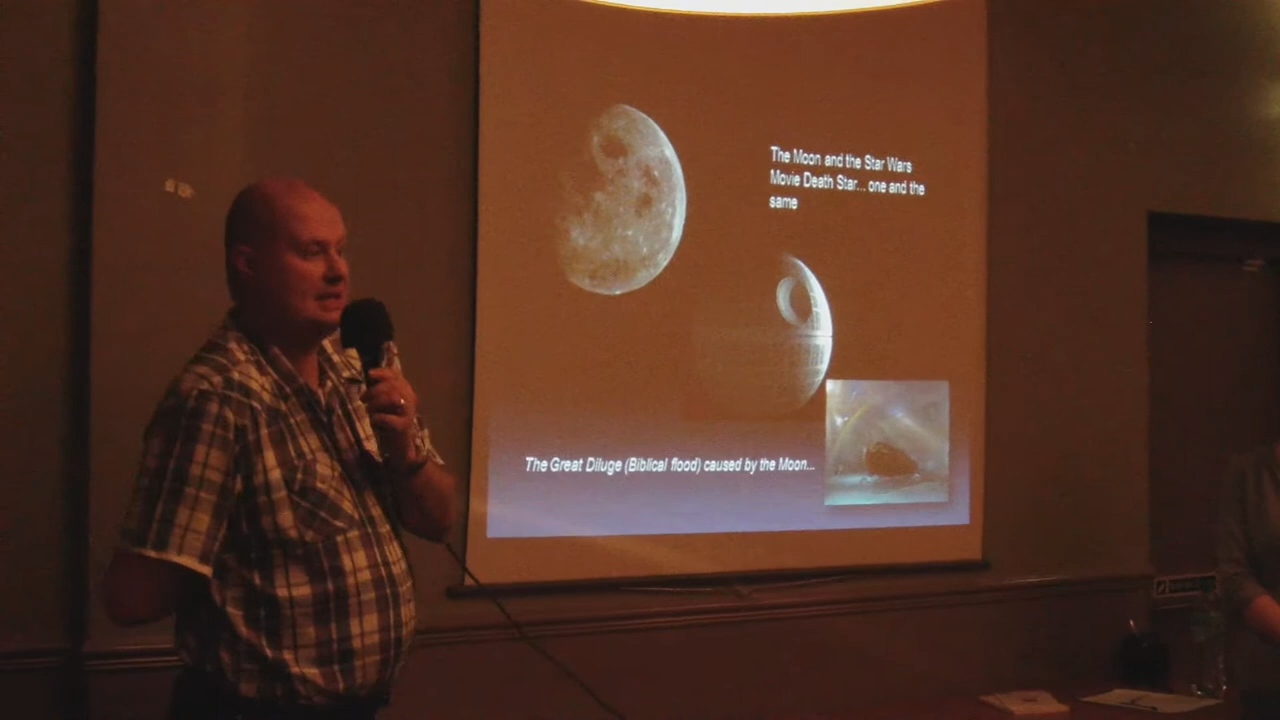 The Moon and the Star Wars
Movie Death Star... one and the
same
The Great Diluge (Biblical flood) caused by the Moon...